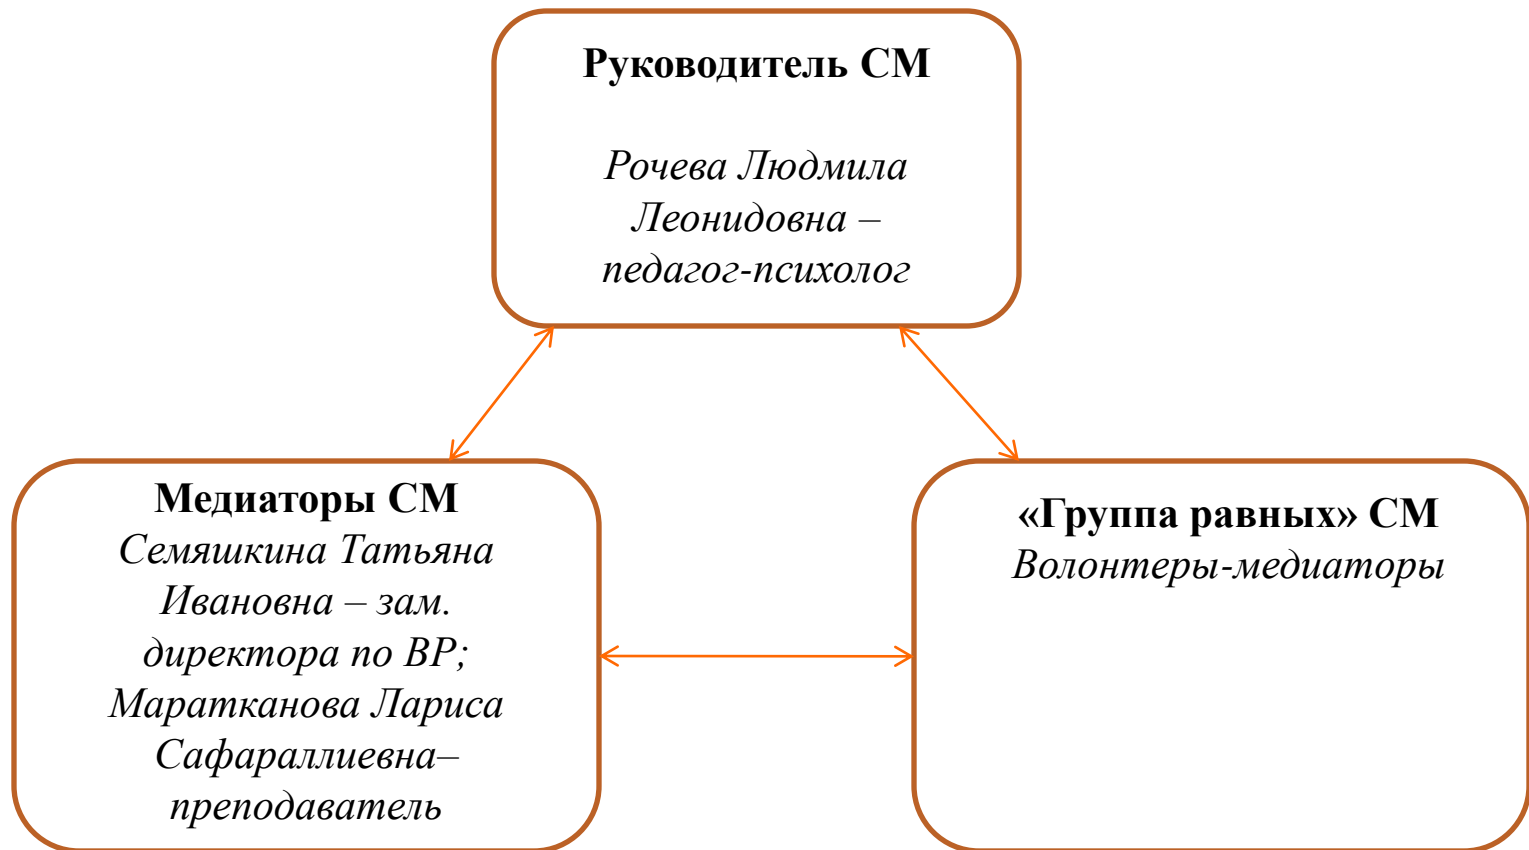 Руководитель СМ
Рочева Людмила
Леонидовна –
педагог-психолог
Медиаторы СМ
Семяшкина Татьяна
Ивановна – зам.
директора по ВР;
Маратканова Лариса
Сафараллиевна–
преподаватель
«Группа равных» СМ
Волонтеры-медиаторы